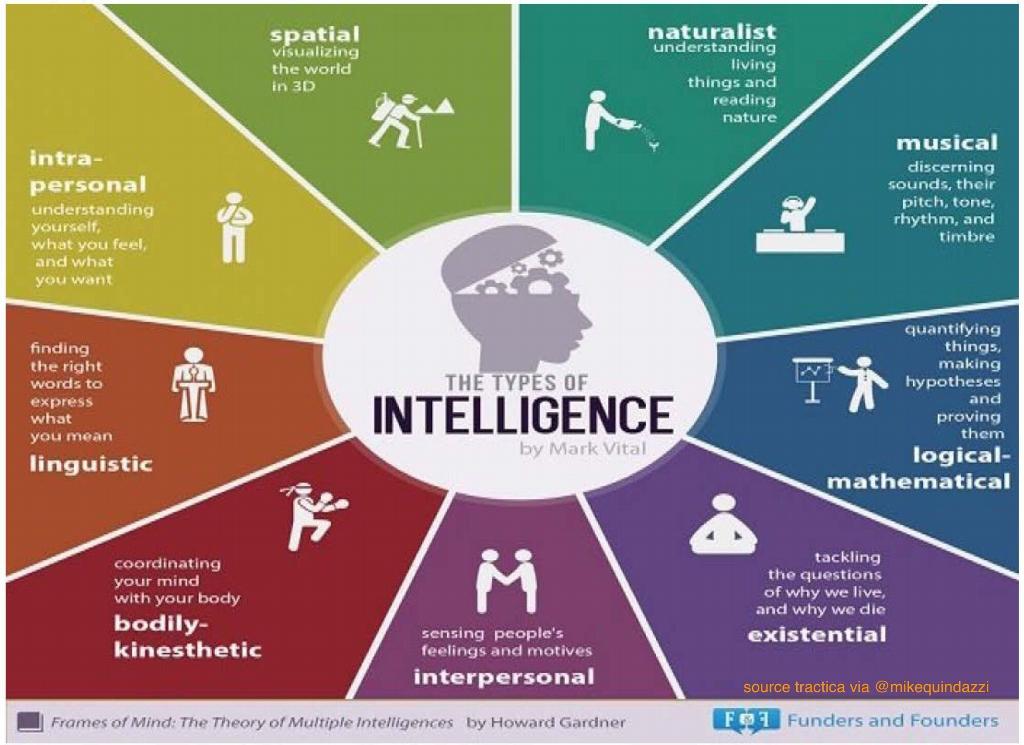 spatial
visualizing
the world
in 3D
naturalist
understanding
living
things and
reading
nature
musical
discerning
sounds, their
pitch, tone,
rhythm, and
timbre
intra-
personal
understanding
yourself,
what you feel,
and what
you want
THE TYPES OF
INTELLIGENCE
by Mark Vital
quantifying
things,
making
hypotheses
and
proving
them
logical-
mathematical
finding
the right
words to
express
what
you mean
linguistic
coordinating
your mind
with your body
bodily-
kinesthetic
sensing people's
feelings and motives
interpersonal
tackling
the questions
of why we live,
and why we die
existential
source tractica via @mikequindazzi
Frames of Mind: The Theory of Multiple Intelligences by Howard Gardner
F&F Funders and Founders